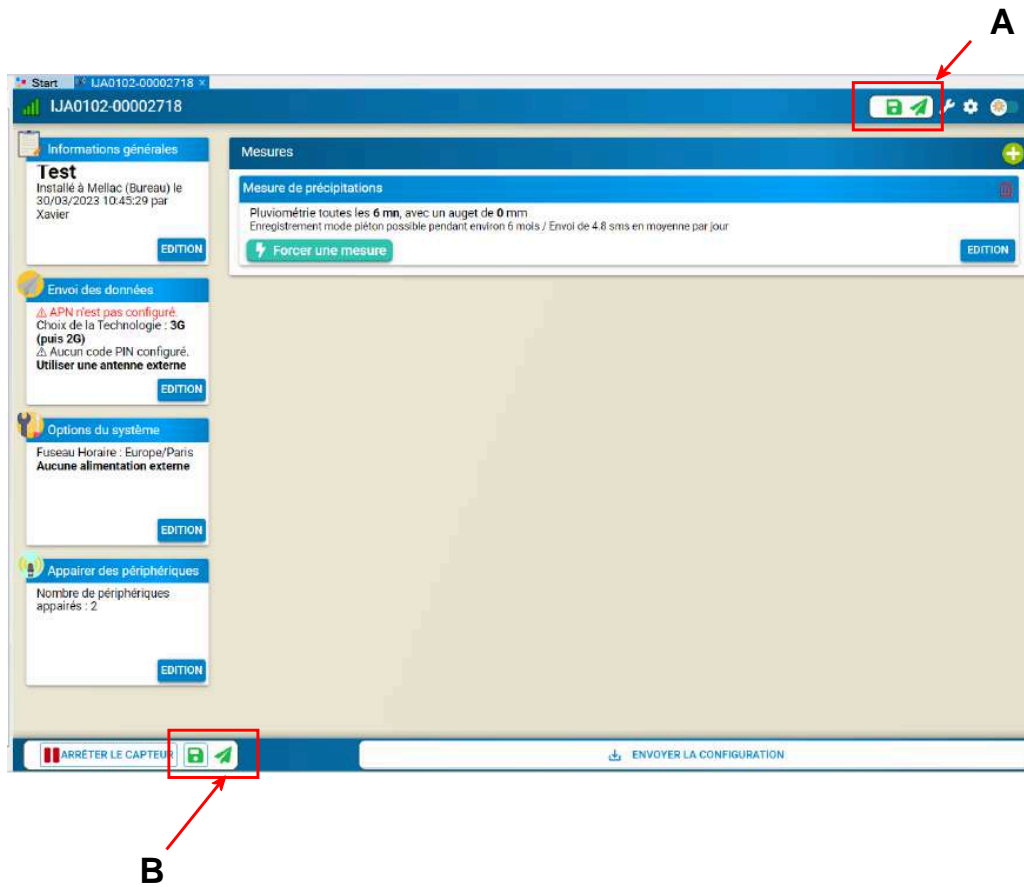 A
Start IJA0102-00002718 ×
IJA0102-00002718
Informations générales
Test
Installé à Mellac (Bureau) le
30/03/2023 10:45:29 par
Xavier
EDITION
Envoi des données
⚠ APN n'est pas configuré.
Choix de la Technologie : 3G
(puis 2G)
⚠ Aucun code PIN configuré.
Utiliser une antenne externe
EDITION
Options du système
Fuseau Horaire : Europe/Paris
Aucune alimentation externe
EDITION
Appairer des périphériques
Nombre de périphériques
appairés : 2
EDITION
Mesures
Mesure de précipitations
Pluviométrie toutes les 6 mn, avec un auget de 0 mm
Enregistrement mode piéton possible pendant environ 6 mois / Envoi de 4.8 sms en moyenne par jour
Forcer une mesure
EDITION
ARRÊTER LE CAPTEUR
ENVOYER LA CONFIGURATION
B